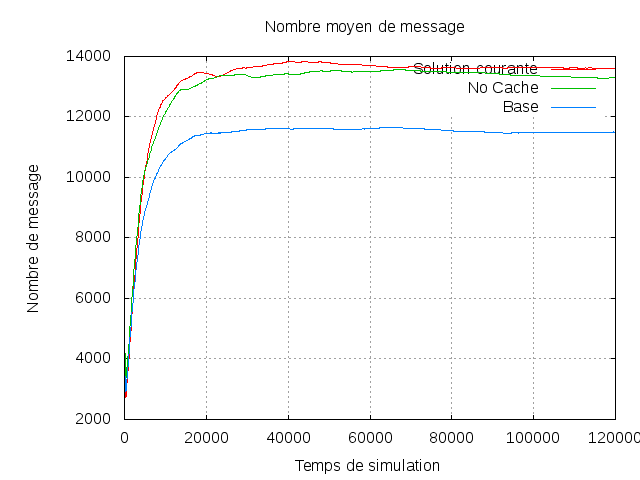 Nombre moyen de message
14000
12000
10000
8000
6000
4000
2000
Nombre de message
Solution courante
No Cache
Base
0 20000 40000 60000 80000 100000 120000
Temps de simulation